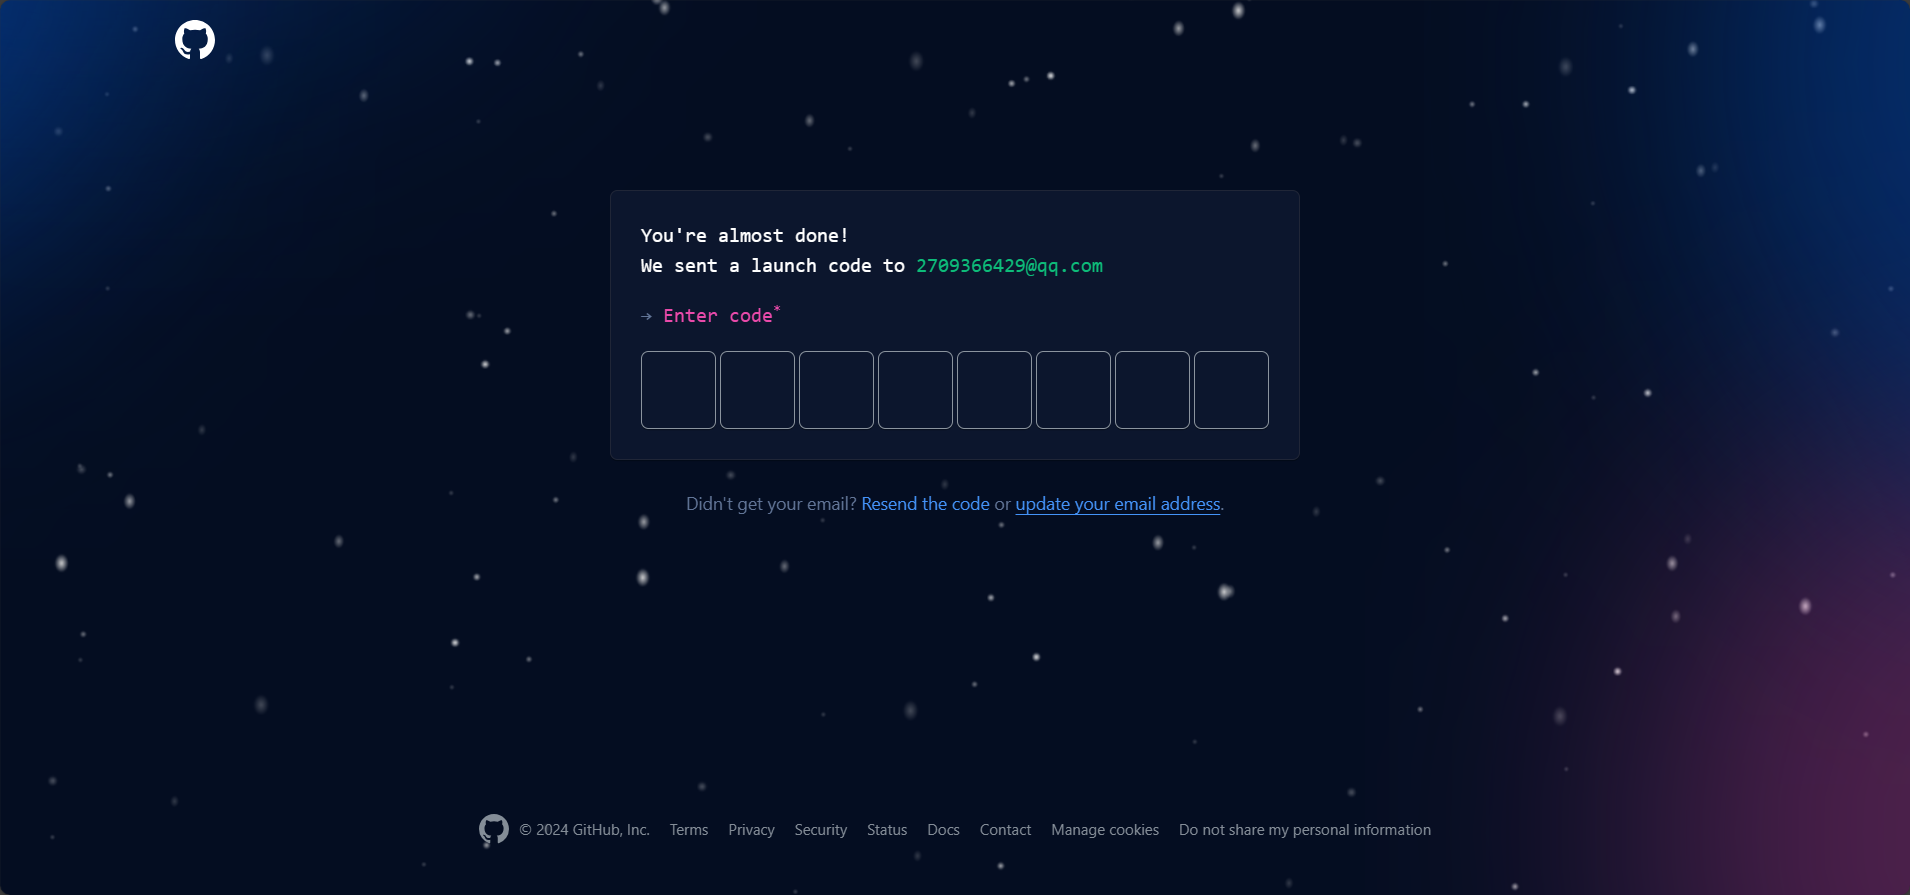 You're almost done!
We sent a launch code to 2709366429@qq.com
→ Enter code*
Didn't get your email? Resend the code or update your email address.
© 2024 GitHub, Inc. Terms Privacy Security Status Docs Contact Manage cookies Do not share my personal information